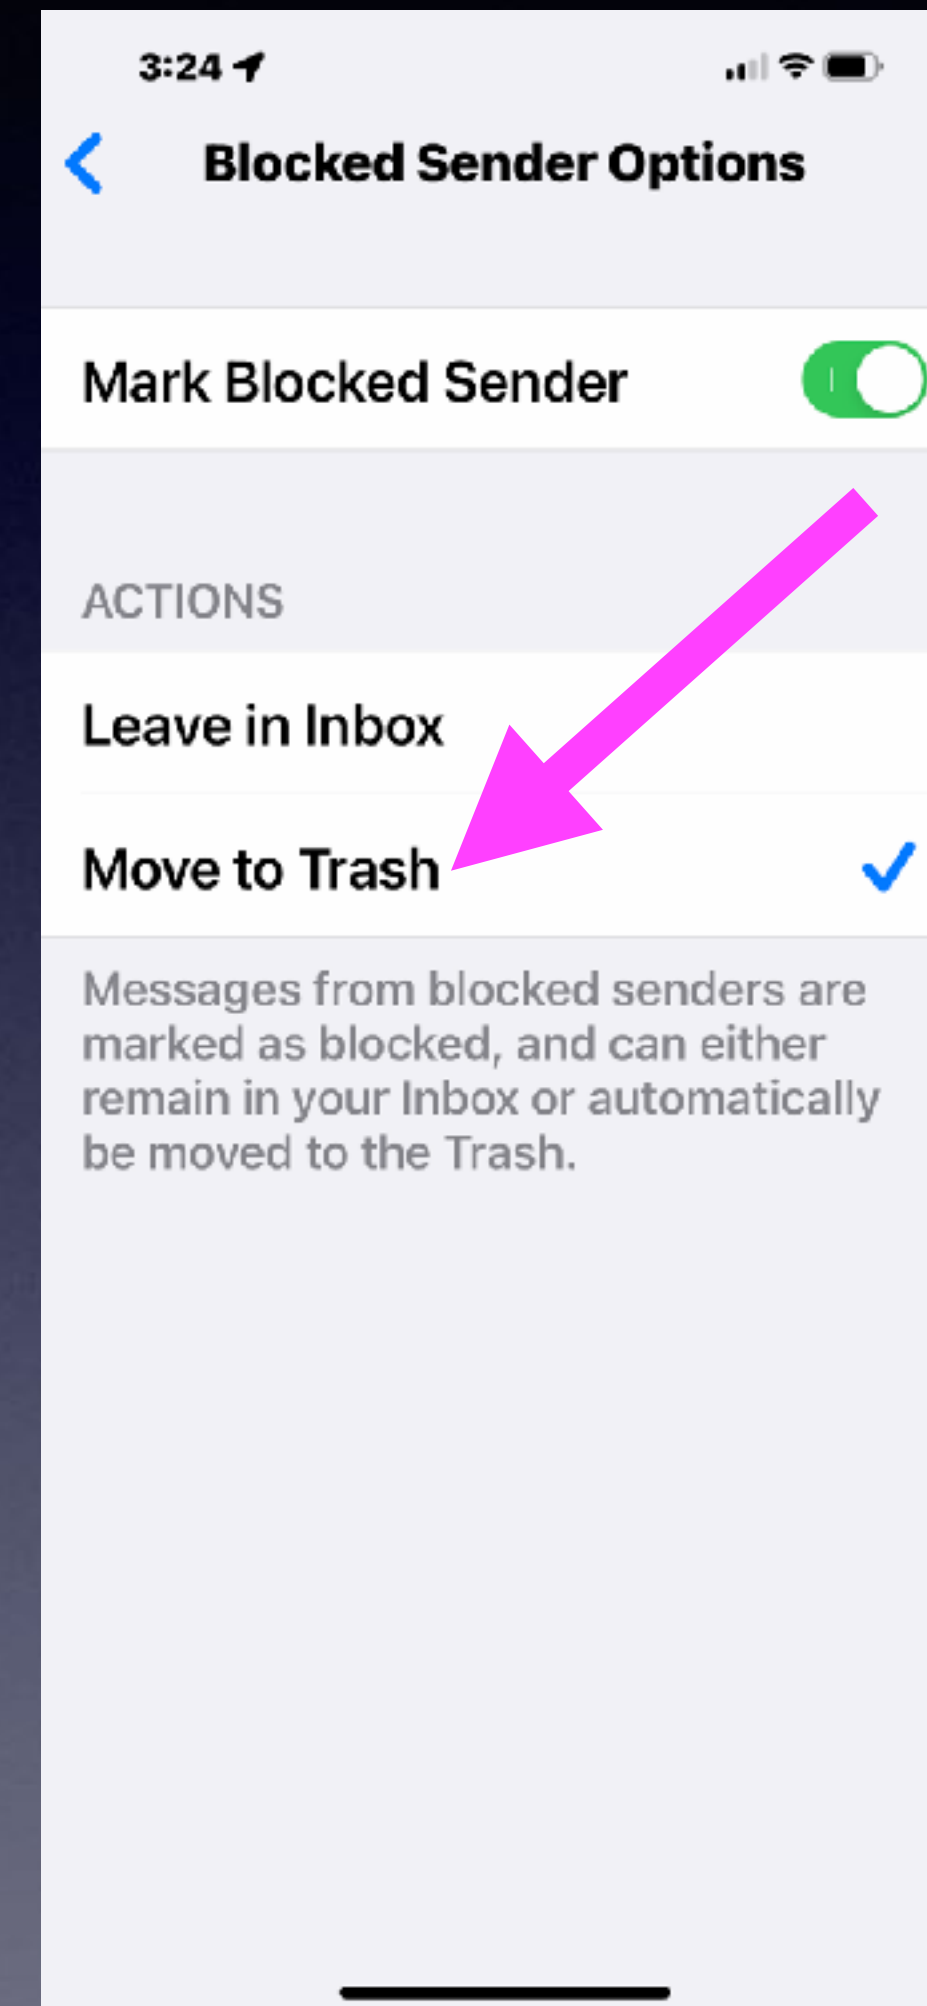 3:24
Blocked Sender Options
Mark Blocked Sender
ACTIONS
Leave in Inbox
Move to Trash
Messages from blocked senders are
marked as blocked, and can either
remain in your Inbox or automatically
be moved to the Trash.